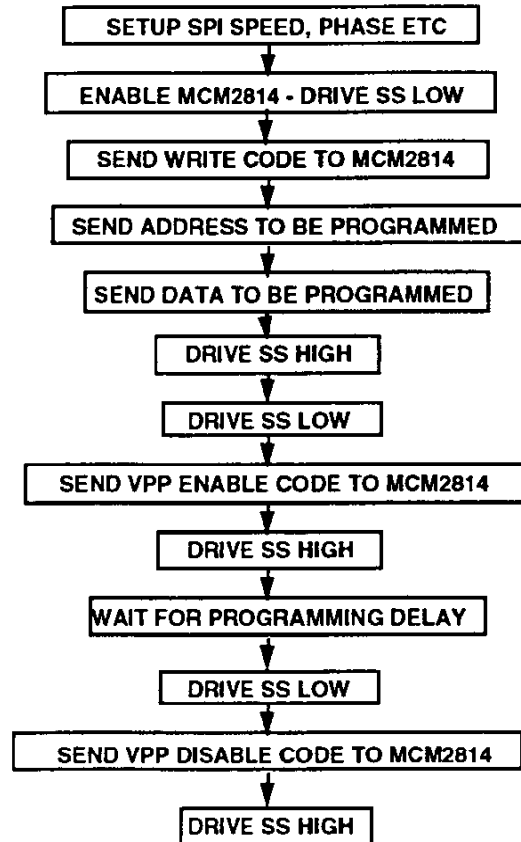 SETUP SPI SPEED, PHASE ETC
ENABLE MCM2814 - DRIVE SS LOW
SEND WRITE CODE TO MCM2814
SEND ADDRESS TO BE PROGRAMMED
SEND DATA TO BE PROGRAMMED
DRIVE SS HIGH
DRIVE SS LOW
SEND VPP ENABLE CODE TO MCM2814
DRIVE SS HIGH
WAIT FOR PROGRAMMING DELAY
DRIVE SS LOW
SEND VPP DISABLE CODE TO MCM2814
DRIVE SS HIGH